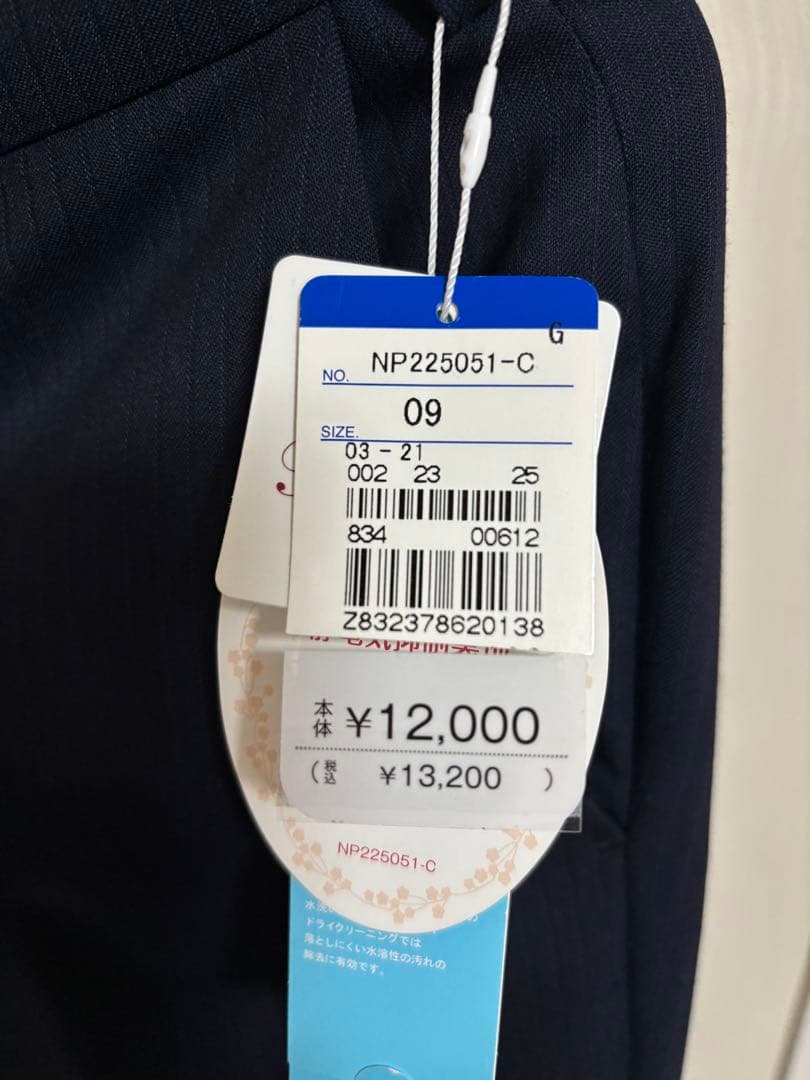 G
NO. NP225051-C
SIZE. 09
03 - 21
002 23 25
834 00612
Z832378620138
本体 ¥12,000
(税込 ¥13,200 )
NP225051-C
ドライクリーニングでは
落としにくい水溶性の汚れの
除去に有効です。